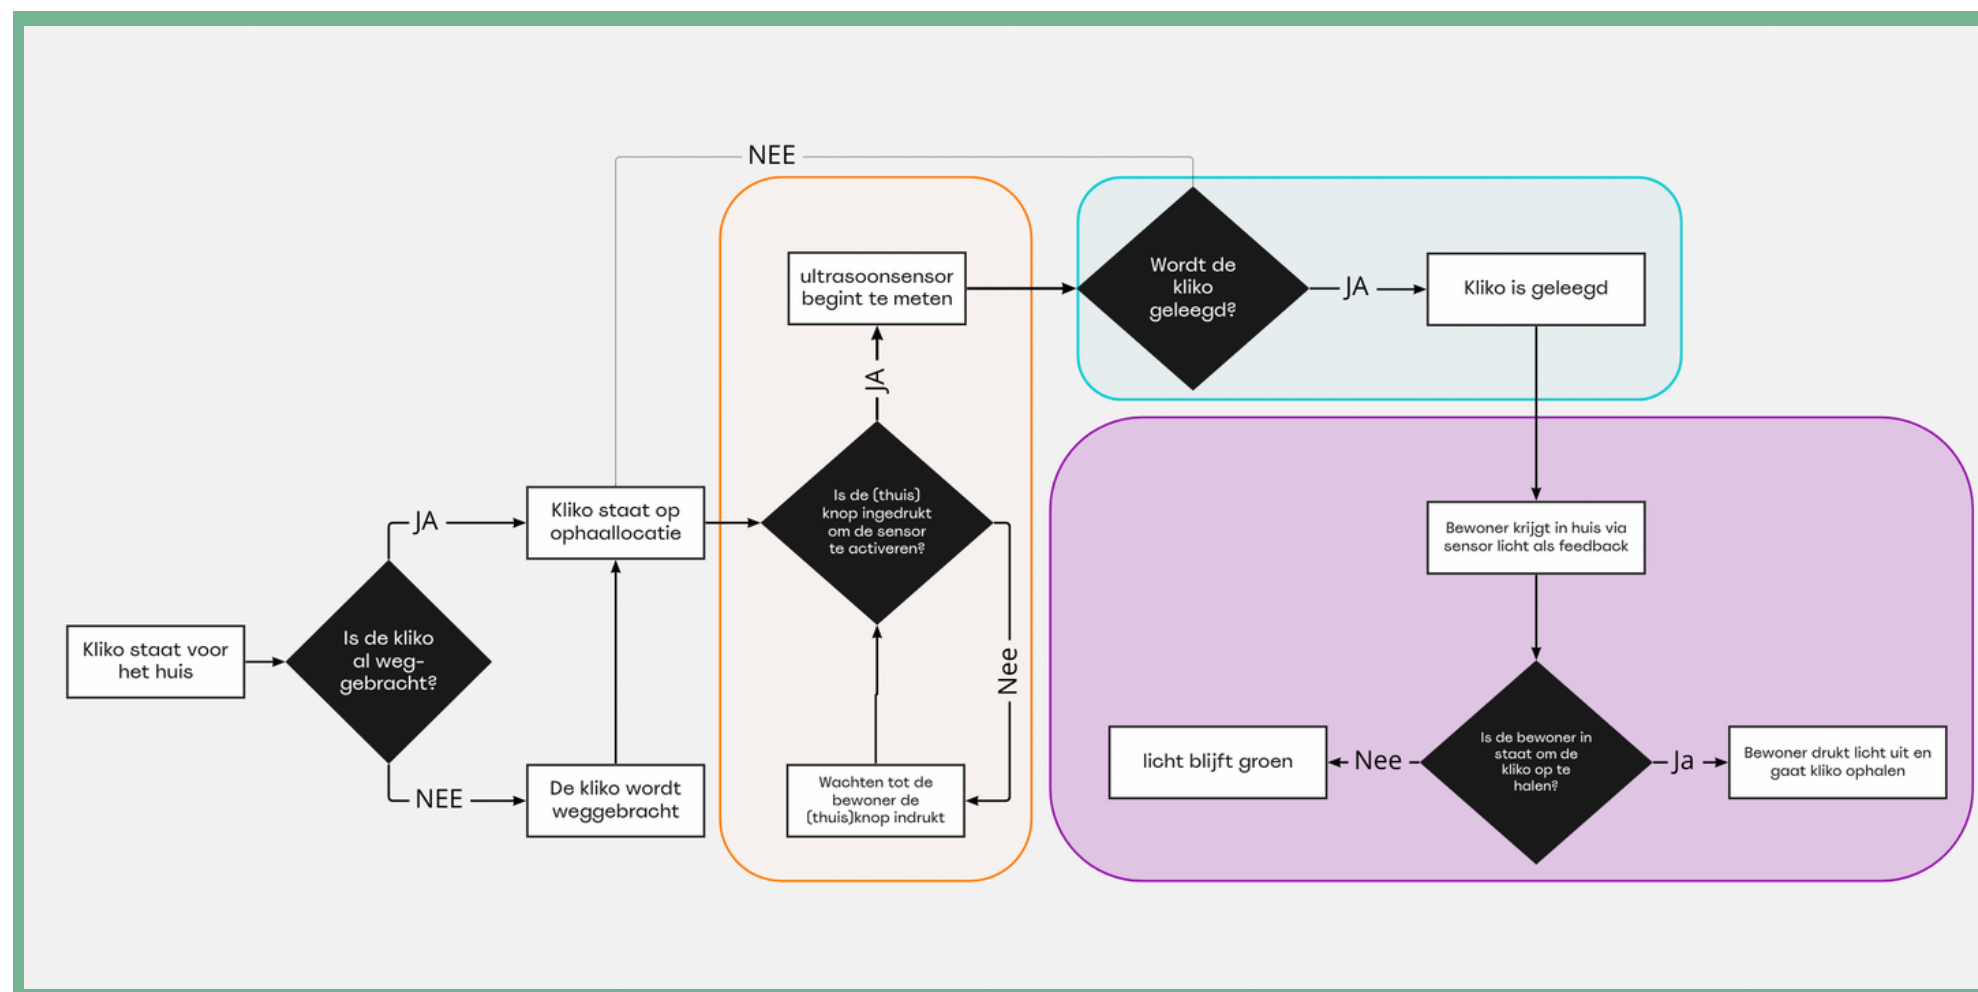 Kliko staat voor
het huis
Is de kliko
al weg-
gebracht?
JA
NEE
Kliko staat op
ophaallocatie
De kliko wordt
weggebracht
NEE
Is de (thuis)
knop ingedrukt
om de sensor
te activeren?
Nee
Wachten tot de
bewoner de
(thuis)knop indrukt
JA
ultrasoonsensor
begint te meten
Wordt de
kliko
geleegd?
JA
Kliko is geleegd
Bewoner krijgt in huis via
sensor licht als feedback
Is de bewoner in
staat om de
kliko op te
halen?
Nee
licht blijft groen
Ja
Bewoner drukt licht uit en
gaat kliko ophalen